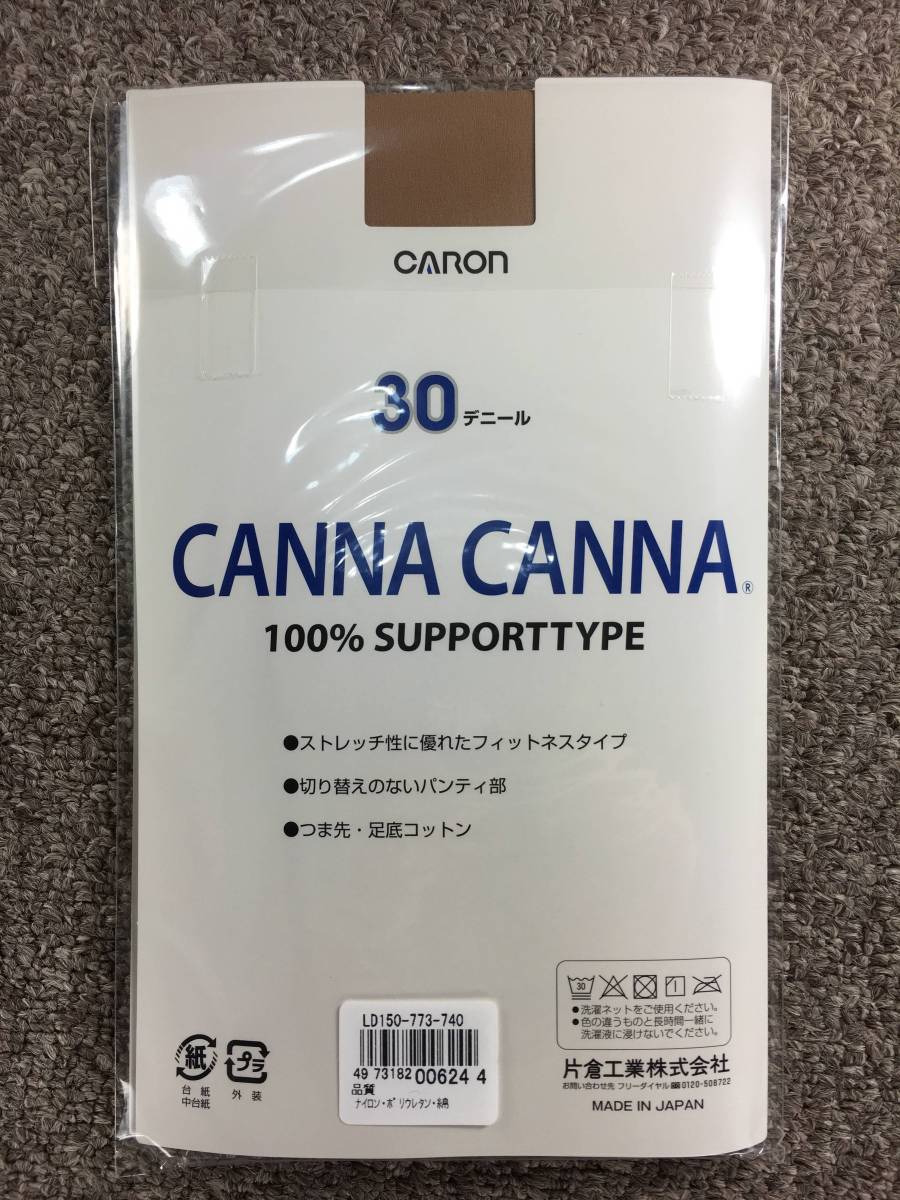 CARON
30デニール
CANNA CANNA®
100% SUPPORTTYPE
●ストレッチ性に優れたフィットネスタイプ
●切り替えのないパンティ部
●つま先・足底コットン
30
●洗濯ネットをご使用ください。
●色の違うものと長時間一緒に
洗濯液に浸けないでください。
片倉工業株式会社
お問い合わせ先 フリーダイヤル 0120-508722
MADE IN JAPAN
紙
台紙
中台紙
プラ
外装
LD150-773-740
49 73182 00624 4
品質
ナイロン・ポリウレタン・綿